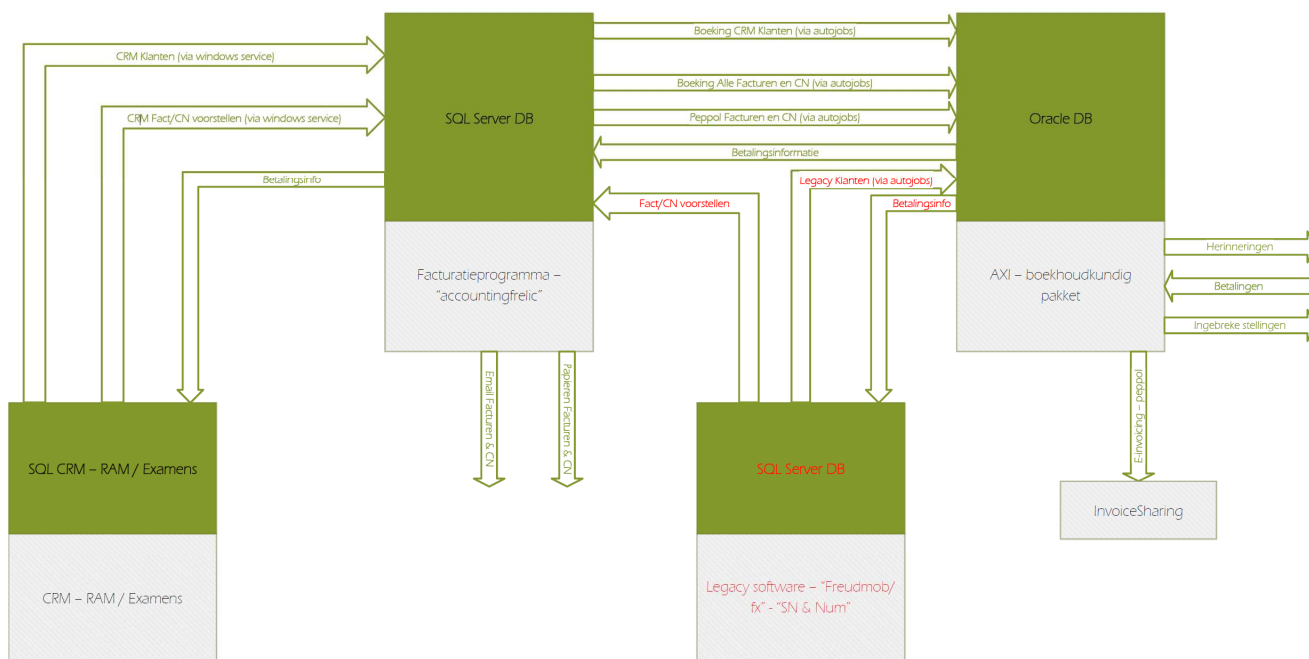 CRM Klanten (via windows service)
CRM Fact/CN voorstellen (via windows service)
Betalingsinfo
SQL Server DB
Facturatieprogramma –
“accountingfrelic”
Boeking CRM Klanten (via autojobs)
Boeking Alle Facturen en CN (via autojobs)
Peppol Facturen en CN (via autojobs)
Betalingsinformatie
Legacy Klanten (via autojobs)
Fact/CN voorstellen
Betalingsinfo
Oracle DB
AXI – boekhoudkundig
pakket
Herinneringen
Betalingen
Ingebreke stellingen
Email Facturen & CN
Papieren Facturen & CN
E-invoicing – peppol
SQL CRM – RAM / Examens
CRM – RAM / Examens
SQL Server DB
Legacy software – “Freudmob/
fx” - “SN & Num”
InvoiceSharing